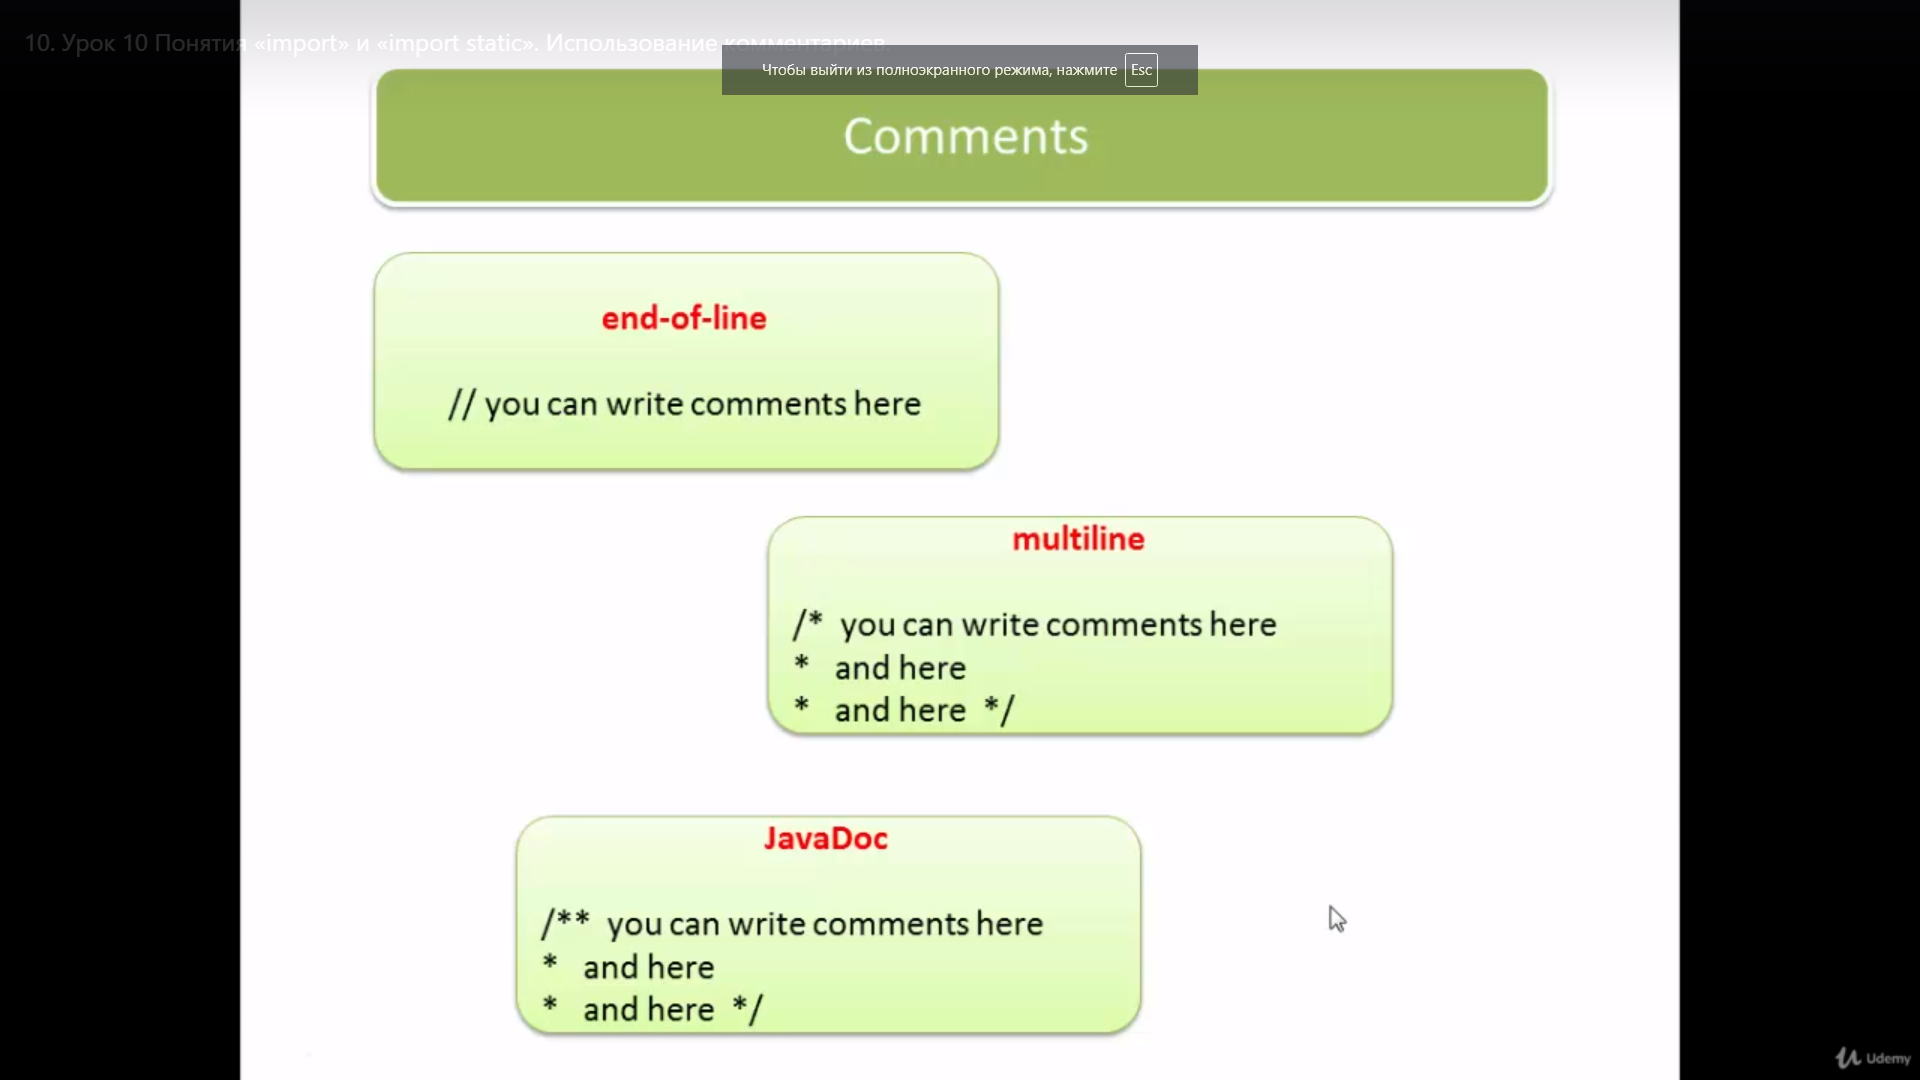 10. Урок 10 Понятия «import» и «import static». Использование комментариев.
Чтобы выйти из полноэкранного режима, нажмите Esc
Comments
end-of-line
// you can write comments here
multiline
/* you can write comments here
* and here
* and here */
JavaDoc
/** you can write comments here
* and here
* and here */
Udemy